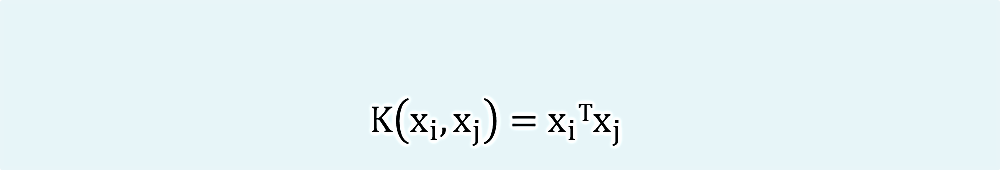 K(xᵢ, xⱼ) = xᵢᵀxⱼ